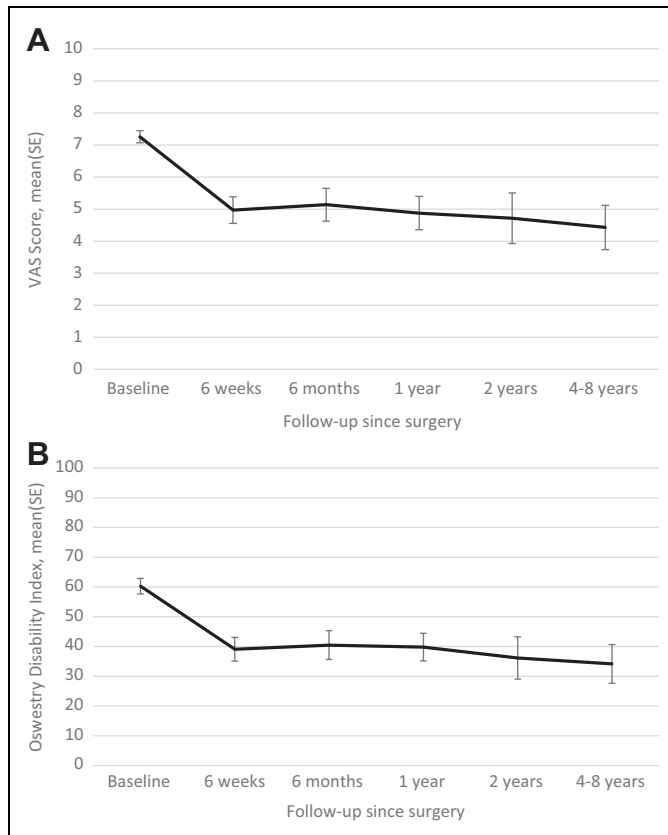 A
VAS Score, mean(SE)
10
9
8
7
6
5
4
3
2
1
0
Baseline 6 weeks 6 months 1 year 2 years 4-8 years
Follow-up since surgery
B
Oswestry Disability Index, mean(SE)
100
90
80
70
60
50
40
30
20
10
0
Baseline 6 weeks 6 months 1 year 2 years 4-8 years
Follow-up since surgery